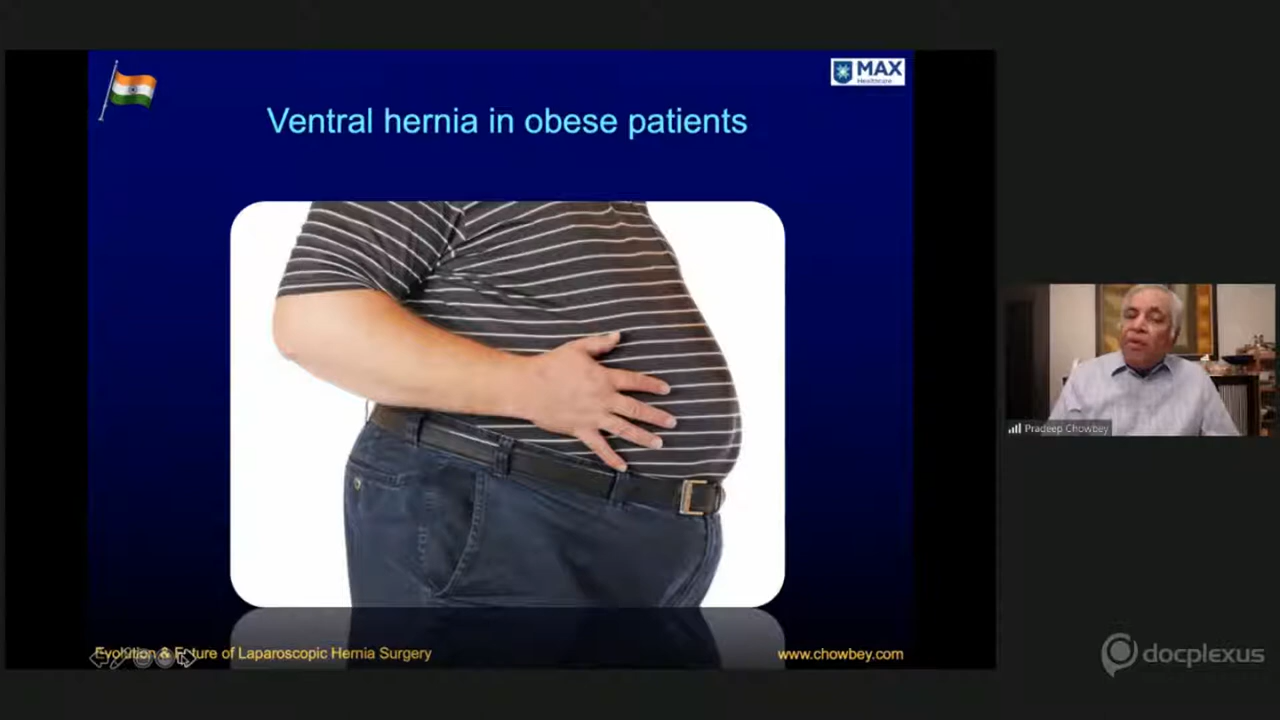 MAX
Healthcare
Ventral hernia in obese patients
Pradeep Chowbey
Evolution & Future of Laparoscopic Hernia Surgery
www.chowbey.com
docplexus